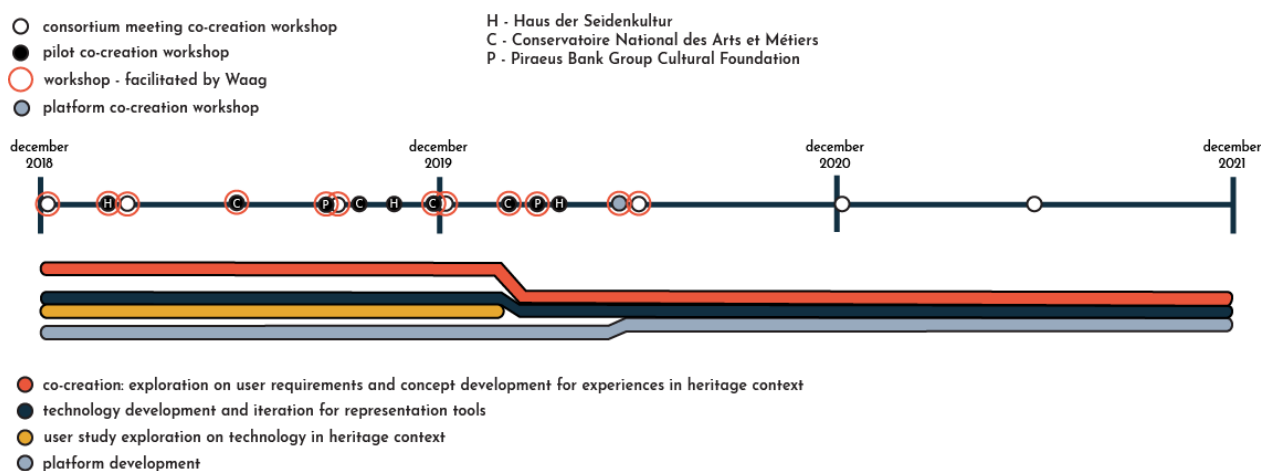 consortium meeting co-creation workshop
pilot co-creation workshop
workshop - facilitated by Waag
platform co-creation workshop
H - Haus der Seidenkultur
C - Conservatoire National des Arts et Métiers
P - Piraeus Bank Group Cultural Foundation
december
2018
december
2019
december
2020
december
2021
H
C
P
C
H
C
C
P
H
co-creation: exploration on user requirements and concept development for experiences in heritage context
technology development and iteration for representation tools
user study exploration on technology in heritage context
platform development